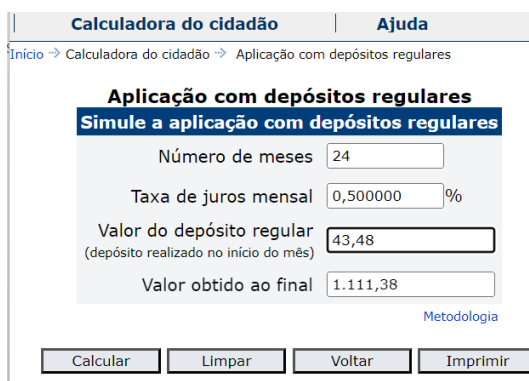 Calculadora do cidadão Ajuda
Início Calculadora do cidadão Aplicação com depósitos regulares
Aplicação com depósitos regulares
Simule a aplicação com depósitos regulares
Número de meses 24
Taxa de juros mensal 0,500000 %
Valor do depósito regular 43,48
(depósito realizado no início do mês)
Valor obtido ao final 1.111,38
Metodologia
Calcular Limpar Voltar Imprimir